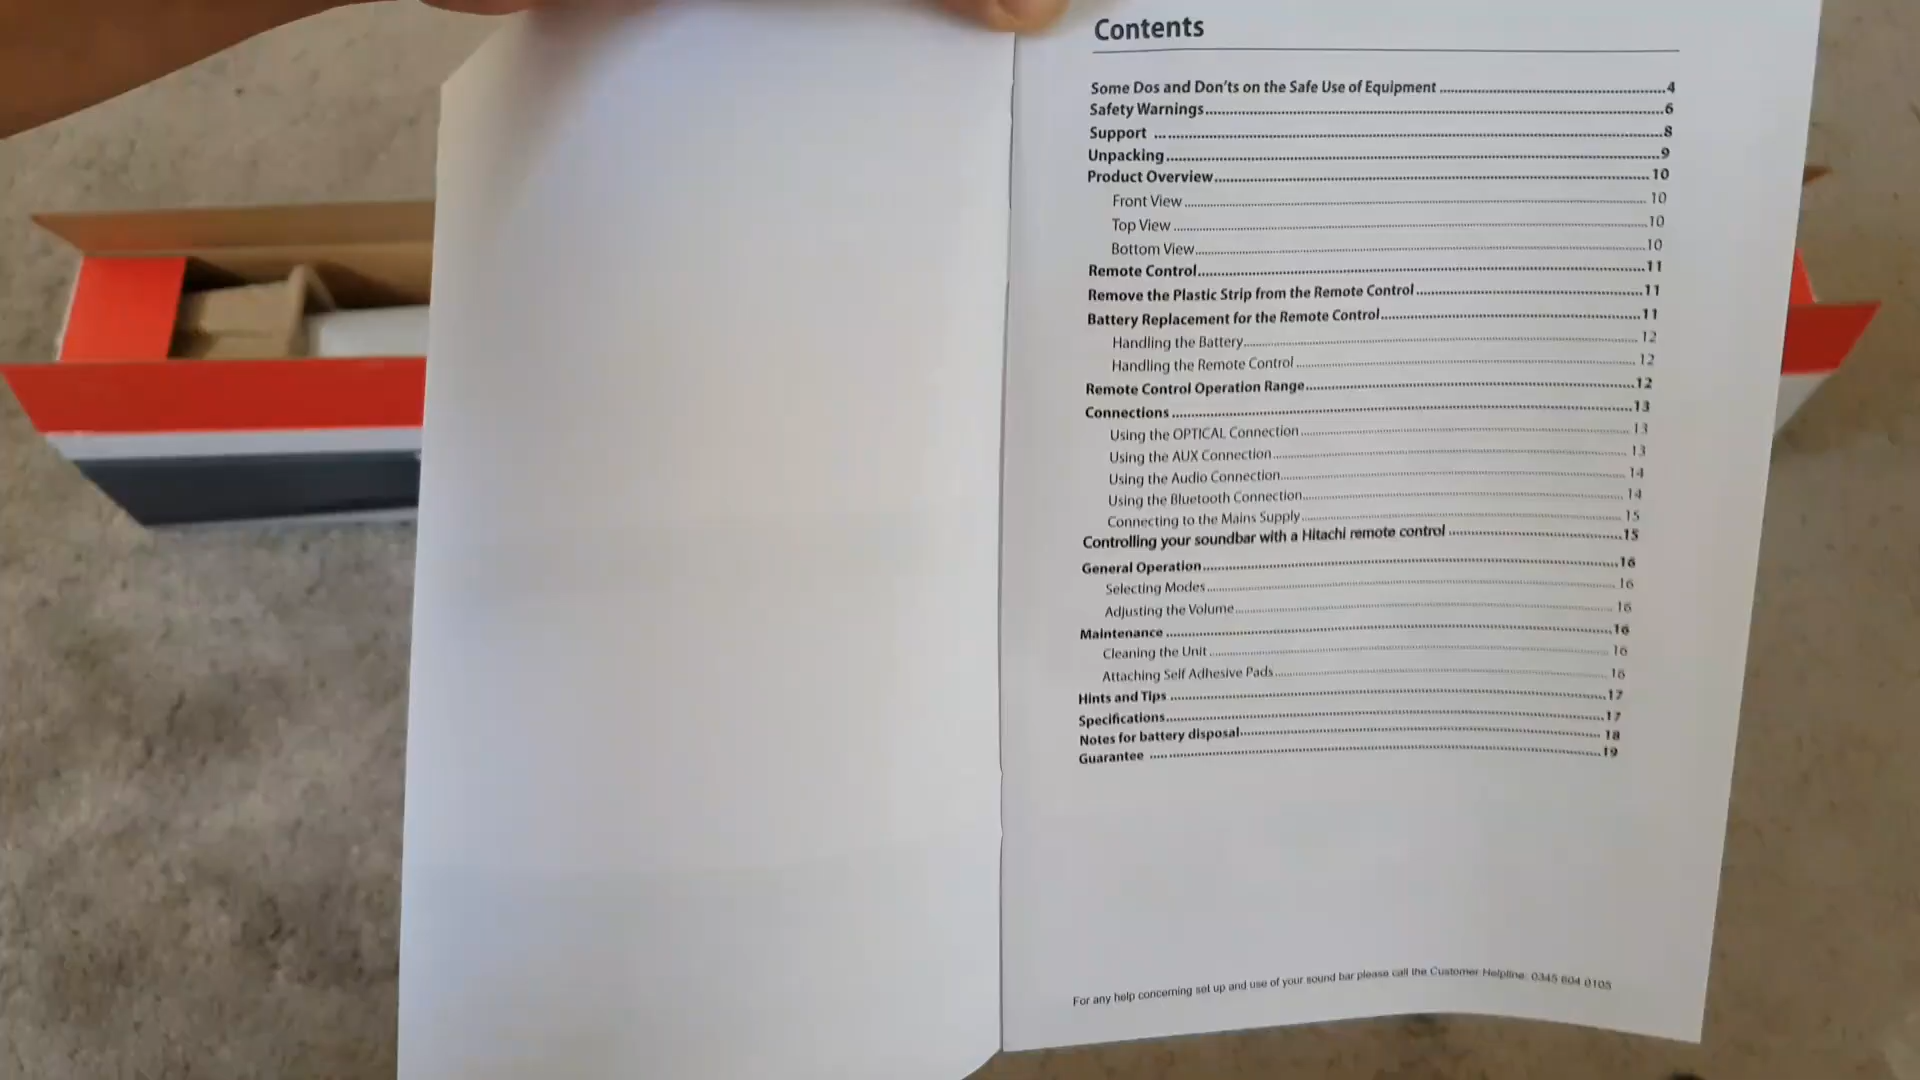 Contents
Some Dos and Don'ts on the Safe Use of Equipment ........ 4
Safety Warnings ........ 6
Support ........ 8
Unpacking ........ 9
Product Overview ........ 10
Front View ........ 10
Top View ........ 10
Bottom View ........ 10
Remote Control ........ 11
Remove the Plastic Strip from the Remote Control ........ 11
Battery Replacement for the Remote Control ........ 11
Handling the Battery ........ 12
Handling the Remote Control ........ 12
Remote Control Operation Range ........ 12
Connections ........ 13
Using the OPTICAL Connection ........ 13
Using the AUX Connection ........ 13
Using the Audio Connection ........ 14
Using the Bluetooth Connection ........ 14
Connecting to the Mains Supply ........ 15
Controlling your soundbar with a Hitachi remote control ........ 15
General Operation ........ 16
Selecting Modes ........ 16
Adjusting the Volume ........ 16
Maintenance ........ 16
Cleaning the Unit ........ 16
Attaching Self Adhesive Pads ........ 16
Hints and Tips ........ 17
Specifications ........ 17
Notes for battery disposal ........ 18
Guarantee ........ 19
For any help concerning set up and use of your sound bar please call the Customer Helpline: 0345 604 0105